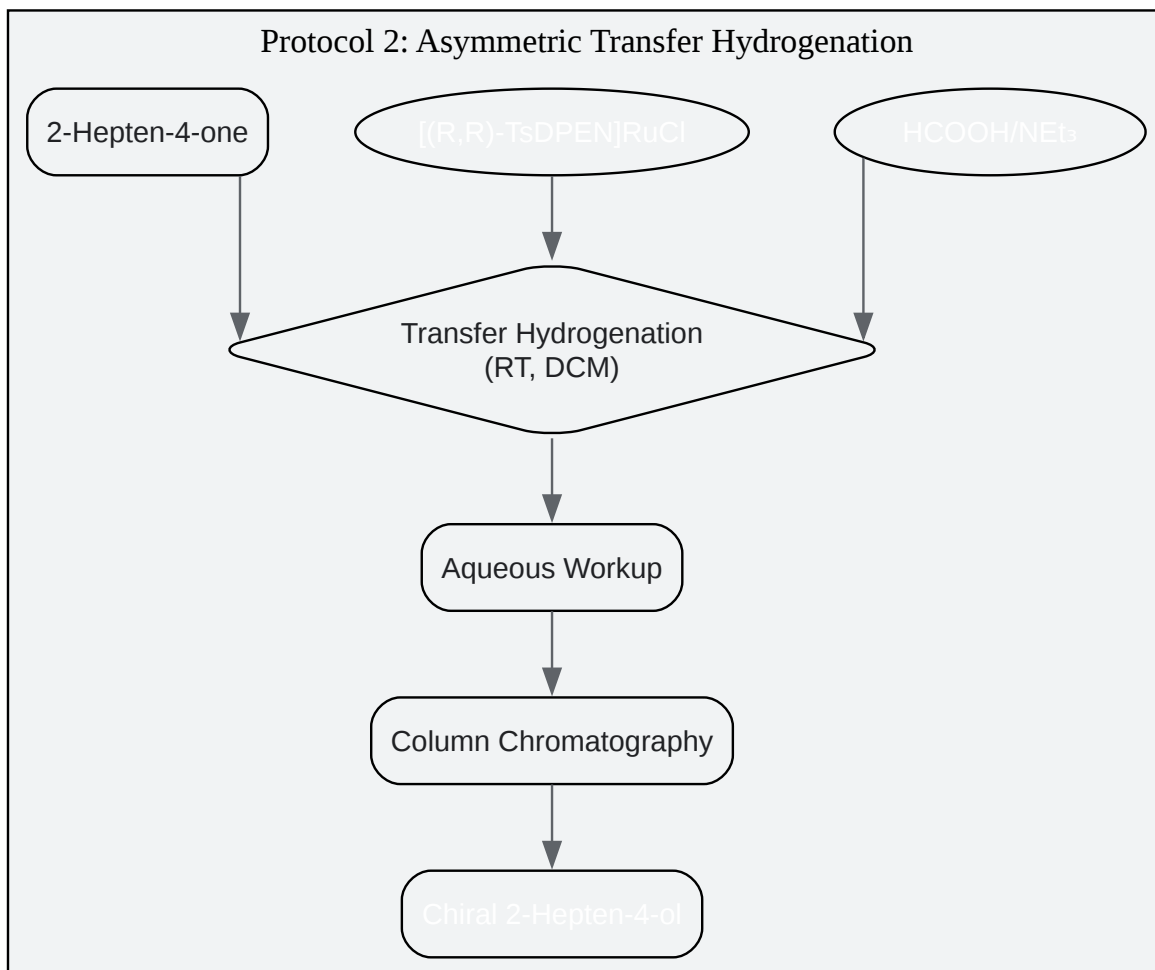 Protocol 2: Asymmetric Transfer Hydrogenation
2-Hepten-4-one
[(R,R)-TsDPEN]RuCl
HCOOH/NEt₃
Transfer Hydrogenation
(RT, DCM)
Aqueous Workup
Column Chromatography
Chiral 2-Hepten-4-ol